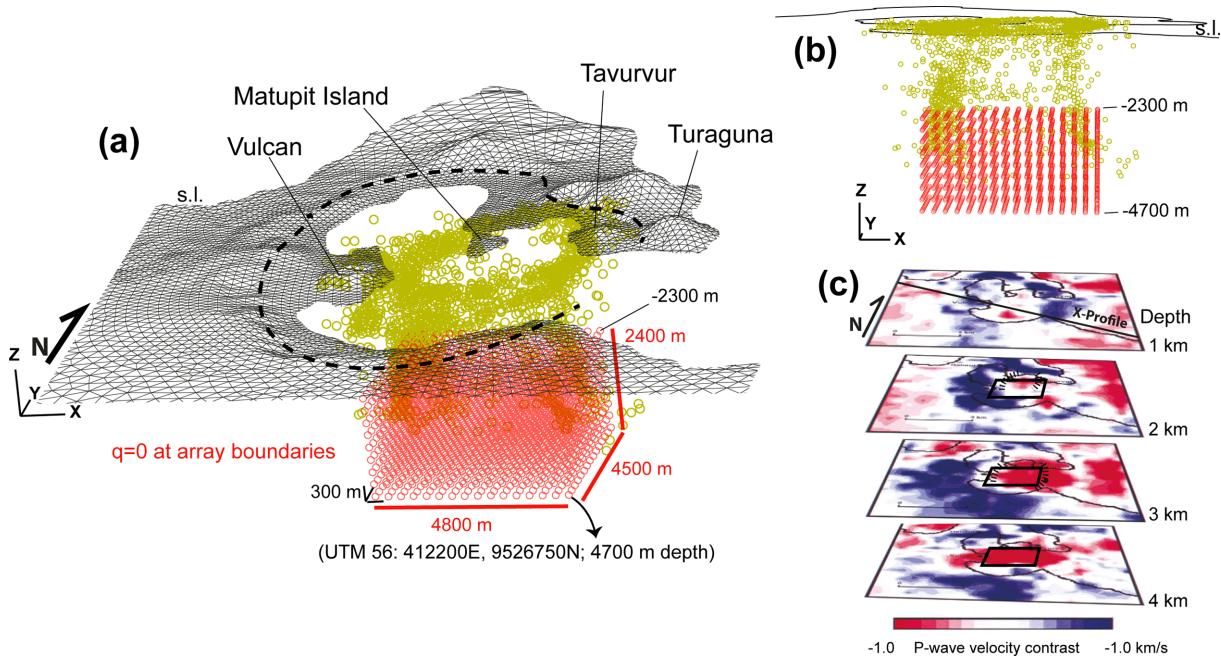 (a)
Vulcan
Matupit Island
Tavurvur
Turaguna
s.l.
-2300 m
2400 m
4500 m
N
Z
Y
X
q=0 at array boundaries
300 m
4800 m
(UTM 56: 412200E, 9526750N; 4700 m depth)
(b)
s.l.
-2300 m
-4700 m
Z
Y
X
(c)
N
X-Profile
Depth
1 km
2 km
3 km
4 km
-1.0 P-wave velocity contrast -1.0 km/s